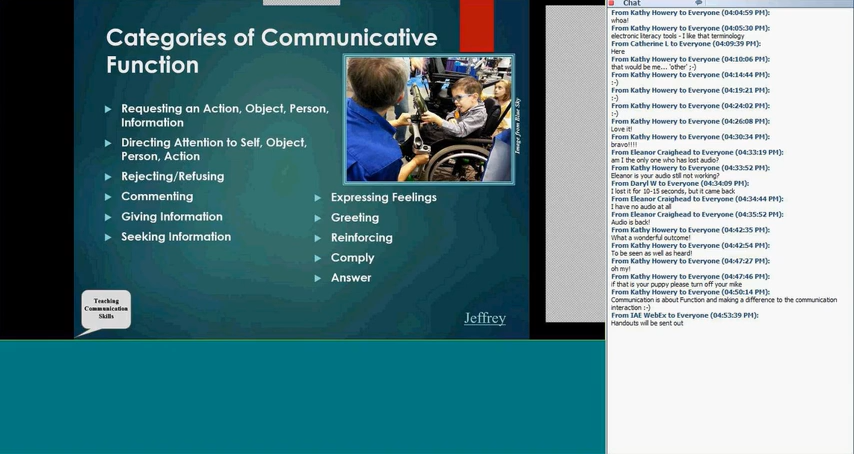 Categories of Communicative
Function
Requesting an Action, Object, Person,
Information
Directing Attention to Self, Object,
Person, Action
Rejecting/Refusing
Commenting
Giving Information
Seeking Information
Expressing Feelings
Greeting
Reinforcing
Comply
Answer
Image from Blue Sky
Teaching
Communication
Skills
Jeffrey
Chat
From Kathy Howery to Everyone (04:04:59 PM):
whoa!
From Kathy Howery to Everyone (04:05:30 PM):
electronic literacy tools - I like that terminology
From Catherine L to Everyone (04:09:39 PM):
Here
From Kathy Howery to Everyone (04:10:06 PM):
that would be me... 'other' ;-)
From Kathy Howery to Everyone (04:14:44 PM):
:-)
From Kathy Howery to Everyone (04:19:21 PM):
:-)
From Kathy Howery to Everyone (04:24:02 PM):
:-)
From Kathy Howery to Everyone (04:26:08 PM):
Love it!
From Kathy Howery to Everyone (04:30:34 PM):
bravo!!!!
From Eleanor Craighead to Everyone (04:33:19 PM):
am I the only one who has lost audio?
From Kathy Howery to Everyone (04:33:52 PM):
Eleanor is your audio still not working?
From Daryl W to Everyone (04:34:09 PM):
I lost it for 10-15 seconds, but it came back
From Eleanor Craighead to Everyone (04:34:44 PM):
I have no audio at all
From Eleanor Craighead to Everyone (04:35:52 PM):
Audio is back!
From Kathy Howery to Everyone (04:42:35 PM):
What a wonderful outcome!
From Kathy Howery to Everyone (04:42:54 PM):
To be seen as well as heard!
From Kathy Howery to Everyone (04:47:27 PM):
oh my!
From Kathy Howery to Everyone (04:47:46 PM):
if that is your puppy please turn off your mike
From Kathy Howery to Everyone (04:50:14 PM):
Communication is about Function and making a difference to the communication
interaction :-)
From IAE WebEx to Everyone (04:53:39 PM):
Handouts will be sent out